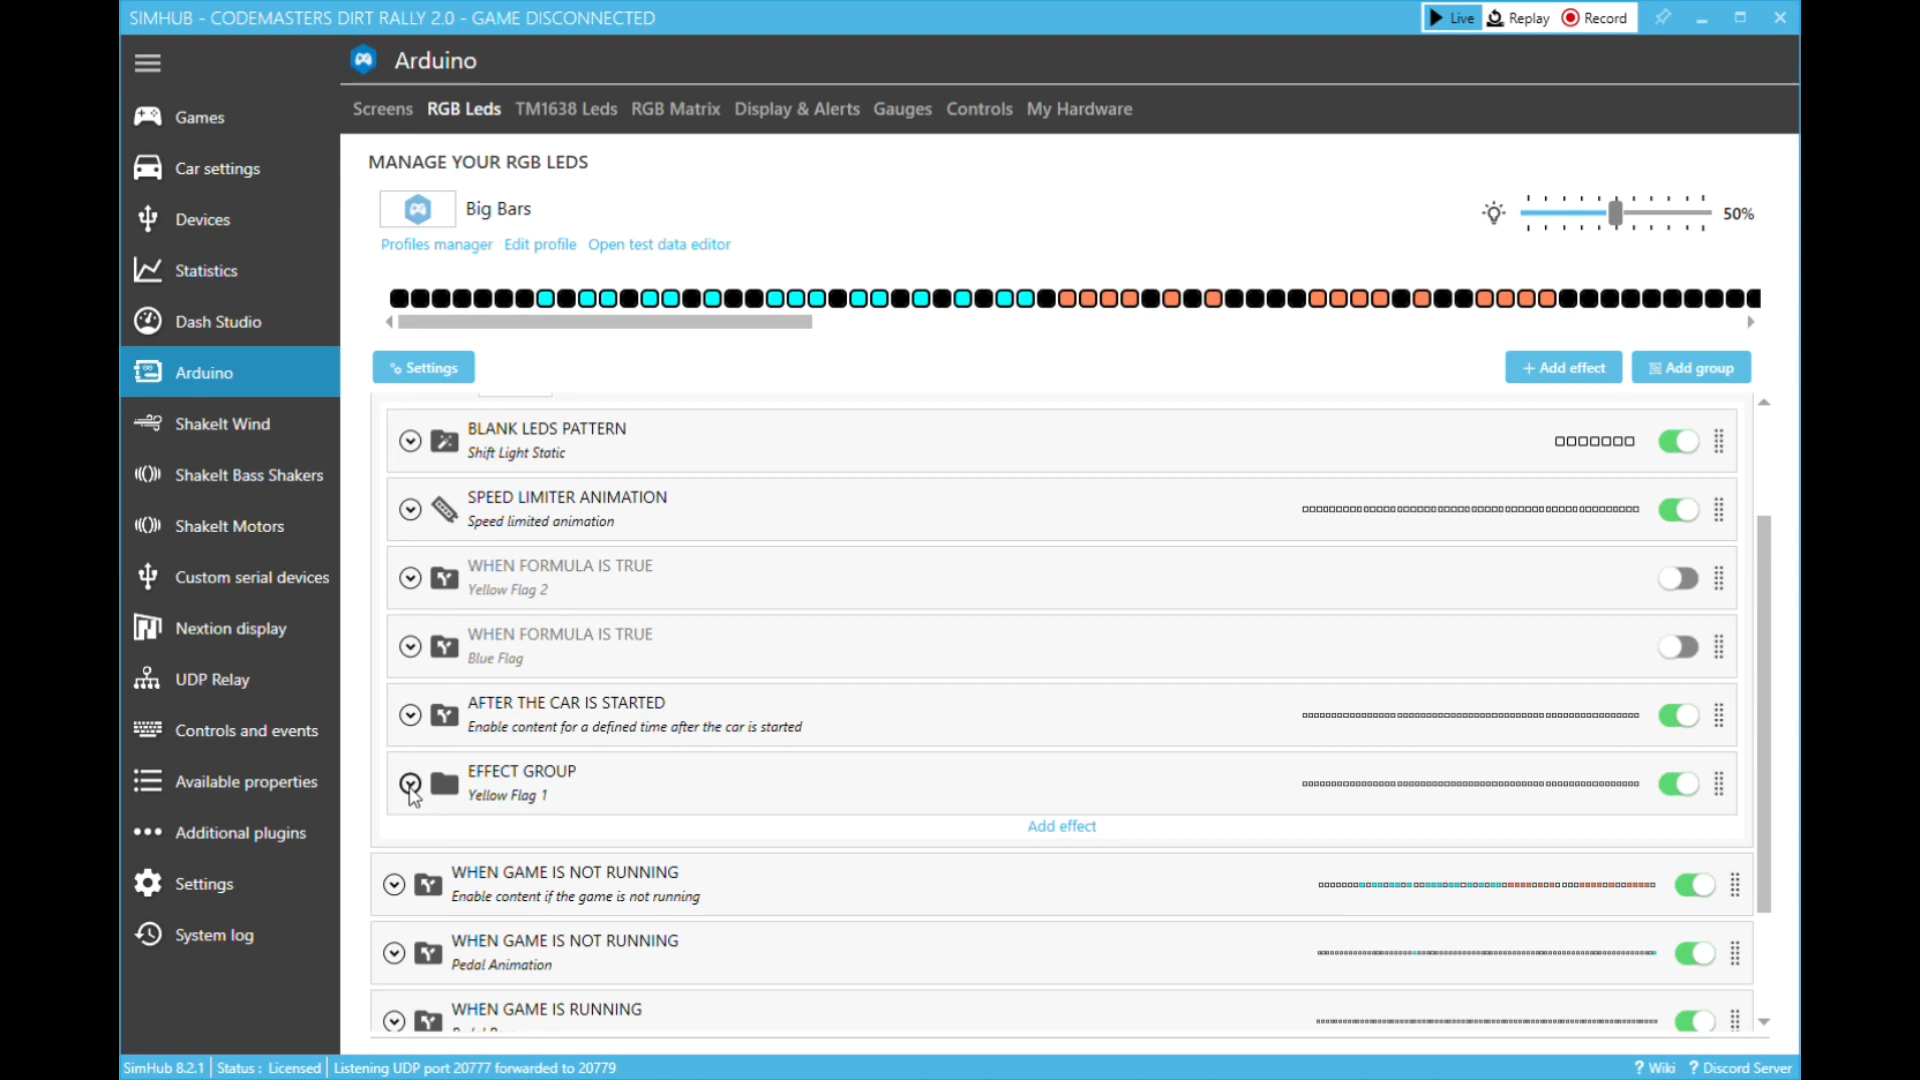 SIMHUB - CODEMASTERS DIRT RALLY 2.0 - GAME DISCONNECTED
Live
Replay
Record
Arduino
Screens
RGB Leds
TM1638 Leds
RGB Matrix
Display & Alerts
Gauges
Controls
My Hardware
Games
Car settings
Devices
Statistics
Dash Studio
Arduino
ShakeIt Wind
ShakeIt Bass Shakers
ShakeIt Motors
Custom serial devices
Nextion display
UDP Relay
Controls and events
Available properties
Additional plugins
Settings
System log
MANAGE YOUR RGB LEDS
Big Bars
50%
Profiles manager
Edit profile
Open test data editor
Settings
+ Add effect
Add group
BLANK LEDS PATTERN
Shift Light Static
SPEED LIMITER ANIMATION
Speed limited animation
WHEN FORMULA IS TRUE
Yellow Flag 2
WHEN FORMULA IS TRUE
Blue Flag
AFTER THE CAR IS STARTED
Enable content for a defined time after the car is started
EFFECT GROUP
Yellow Flag 1
Add effect
WHEN GAME IS NOT RUNNING
Enable content if the game is not running
WHEN GAME IS NOT RUNNING
Pedal Animation
WHEN GAME IS RUNNING
SimHub 8.2.1
Status : Licensed
Listening UDP port 20777 forwarded to 20779
? Wiki
? Discord Server